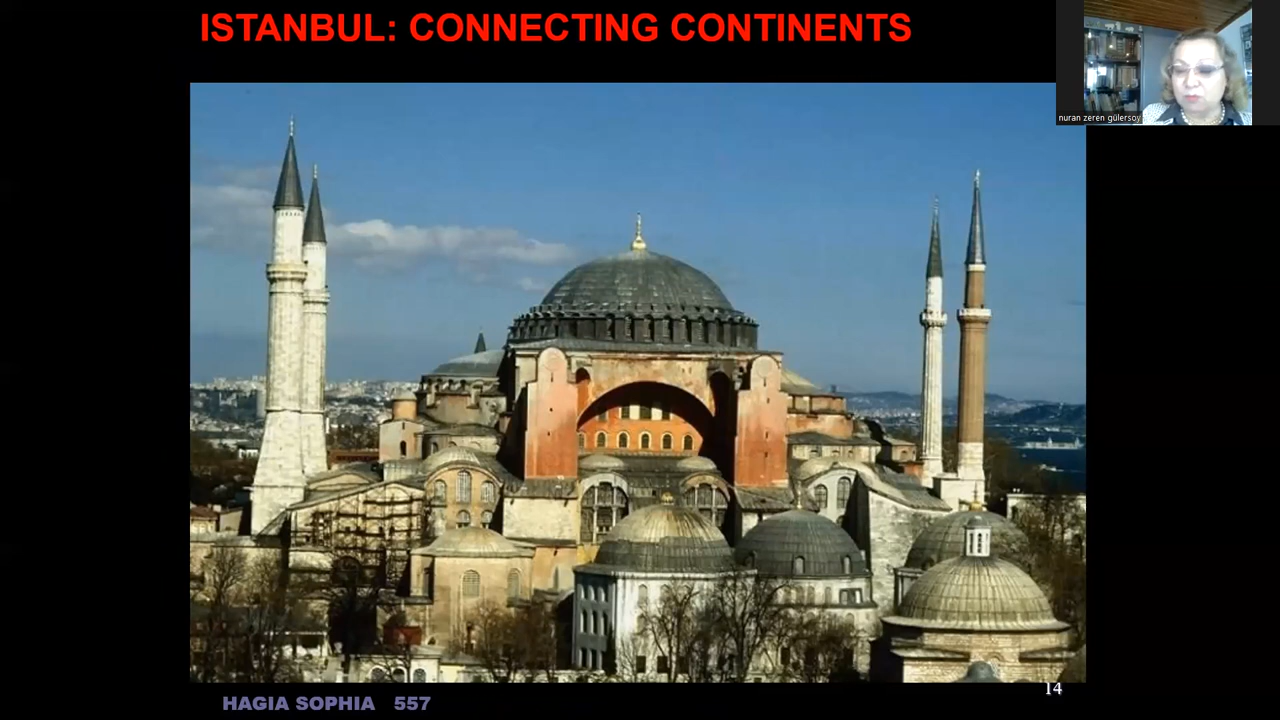 ISTANBUL: CONNECTING CONTINENTS
nuran zeren gülersoy
HAGIA SOPHIA 557
14